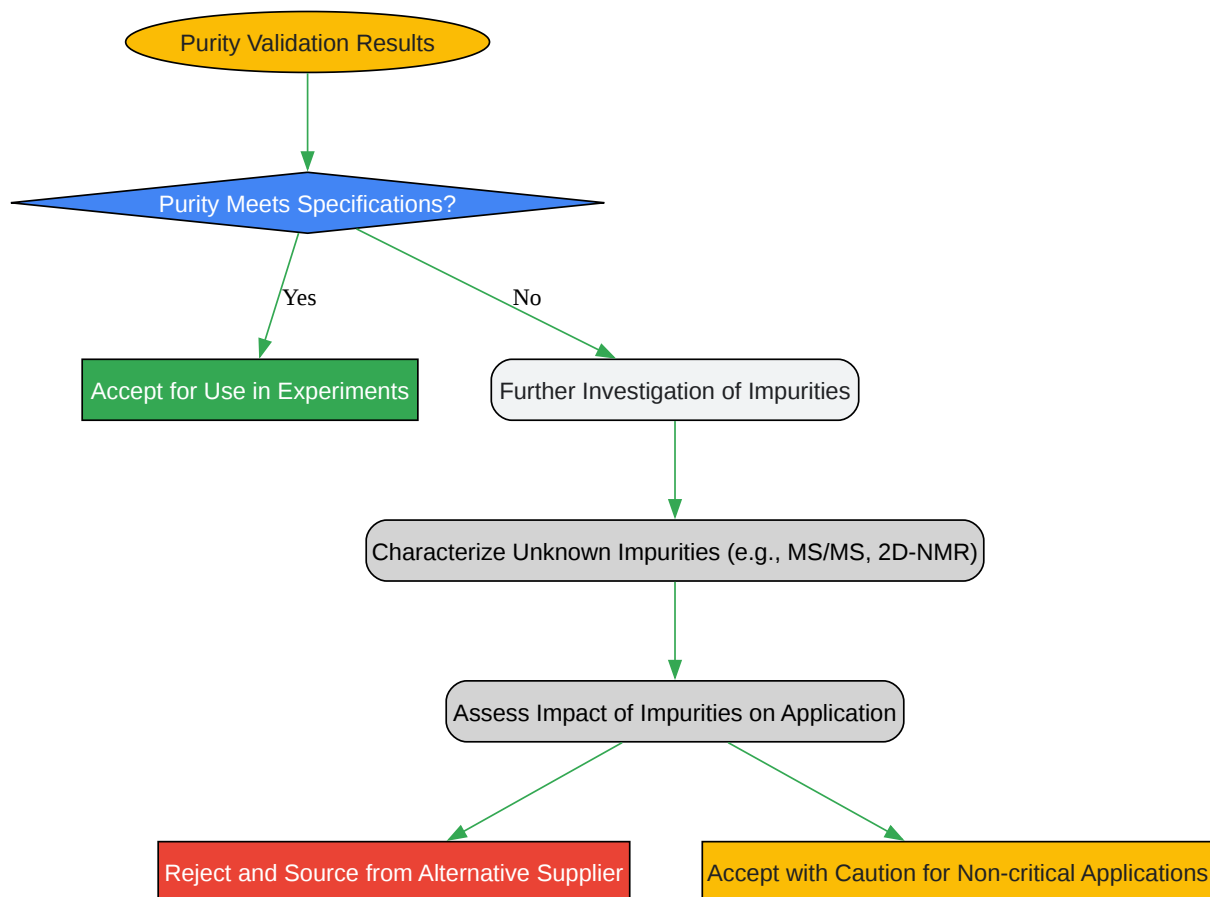 Purity Validation Results
Purity Meets Specifications?
Yes
No
Accept for Use in Experiments
Further Investigation of Impurities
Characterize Unknown Impurities (e.g., MS/MS, 2D-NMR)
Assess Impact of Impurities on Application
Reject and Source from Alternative Supplier
Accept with Caution for Non-critical Applications